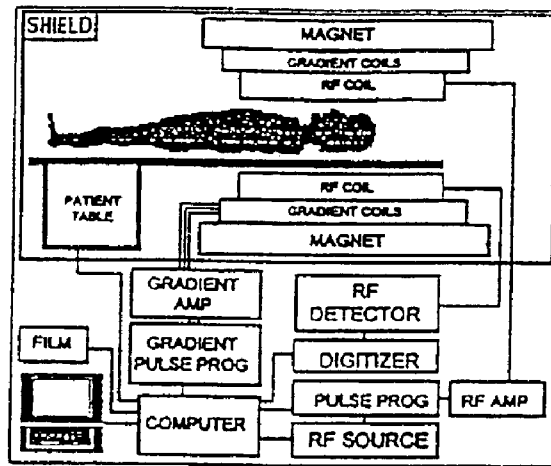 SHIELD
MAGNET
GRADIENT COILS
RF COIL
RF COIL
GRADIENT COILS
MAGNET
PATIENT
TABLE
GRADIENT
AMP
RF
DETECTOR
GRADIENT
PULSE PROG
FILM
DIGITIZER
COMPUTER
PULSE PROG
RF AMP
RF SOURCE